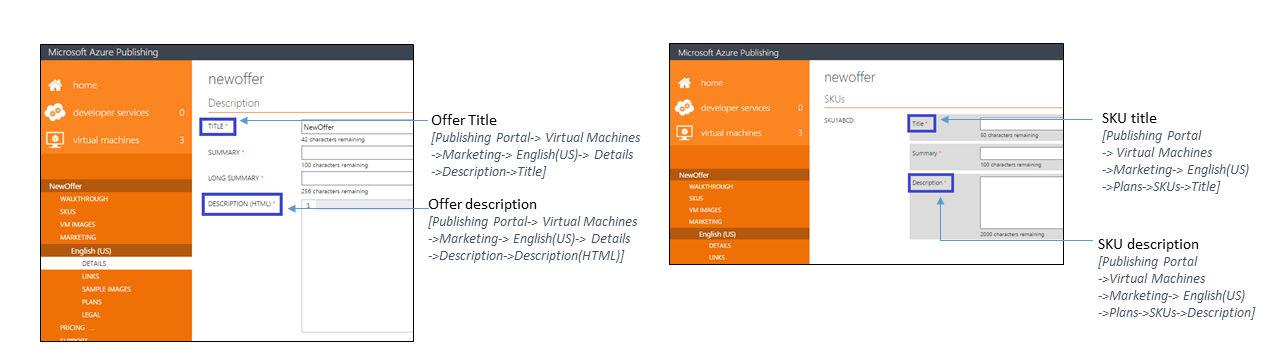 Microsoft Azure Publishing
home
developer services 0
virtual machines 3
NewOffer
WALKTHROUGH
SKUS
VM IMAGES
MARKETING
English (US)
DETAILS
LINKS
SAMPLE IMAGES
PLANS
LEGAL
PRICING ...
SUPPORT
newoffer
Description
TITLE *
NewOffer
42 characters remaining
SUMMARY *
100 characters remaining
LONG SUMMARY *
256 characters remaining
DESCRIPTION (HTML) *
1
Offer Title
[Publishing Portal-> Virtual Machines
->Marketing-> English(US)-> Details
->Description->Title]
Offer description
[Publishing Portal-> Virtual Machines
->Marketing-> English(US)-> Details
->Description->Description(HTML)]
Microsoft Azure Publishing
home
developer services 0
virtual machines 3
NewOffer
WALKTHROUGH
SKUS
VM IMAGES
MARKETING
English (US)
DETAILS
LINKS
newoffer
SKUs
SKU1ABCD
Title *
50 characters remaining
Summary *
100 characters remaining
Description *
2000 characters remaining
SKU title
[Publishing Portal
-> Virtual Machines
->Marketing-> English(US)
->Plans->SKUs->Title]
SKU description
[Publishing Portal
->Virtual Machines
->Marketing-> English(US)
->Plans->SKUs->Description]